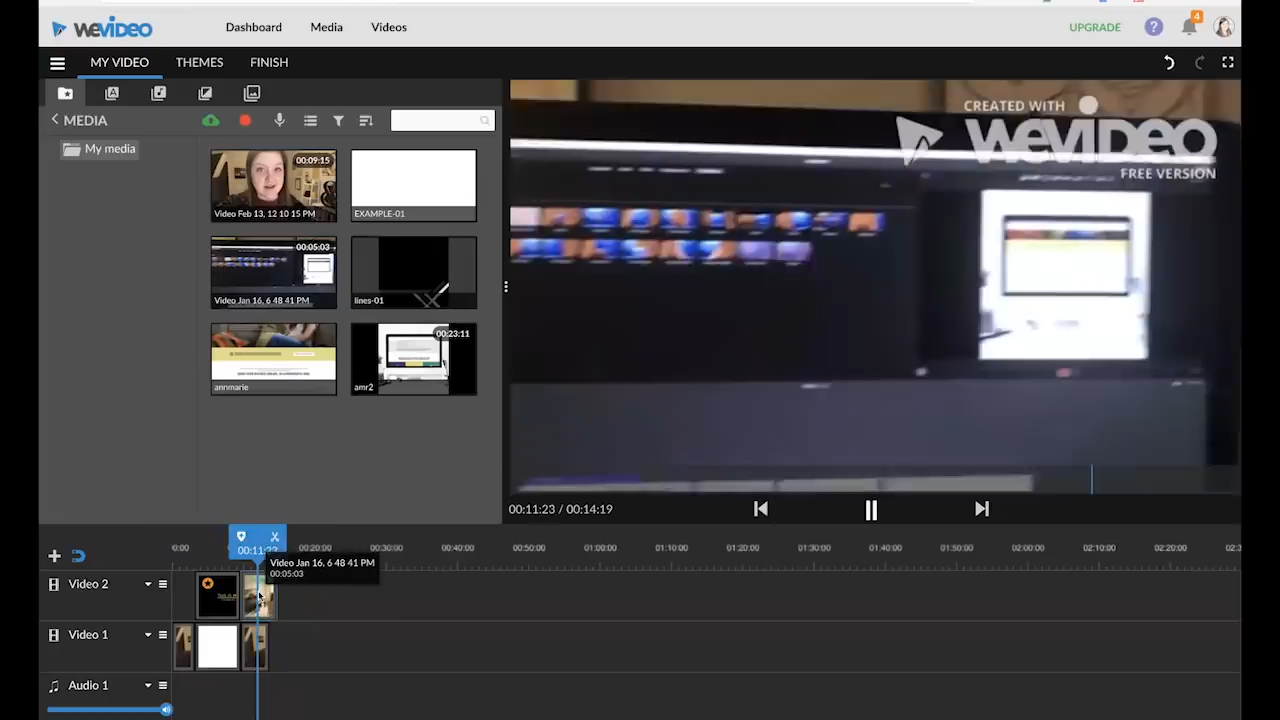 WEVIDEO
Dashboard
Media
Videos
UPGRADE
?
4
MY VIDEO
THEMES
FINISH
MEDIA
My media
00:09:15
Video Feb 13, 12 10 15 PM
EXAMPLE-01
00:05:03
Video Jan 16, 6 48 41 PM
lines-01
annmarie
00:23:11
amr2
CREATED WITH
WEVIDEO
FREE VERSION
00:11:23 / 00:14:19
0:00
00:11:23
00:20:00
00:30:00
00:40:00
00:50:00
01:00:00
01:10:00
01:20:00
01:30:00
01:40:00
01:50:00
02:00:00
02:10:00
02:20:00
02:3
Video Jan 16, 6 48 41 PM
00:05:03
Video 2
Video 1
Audio 1